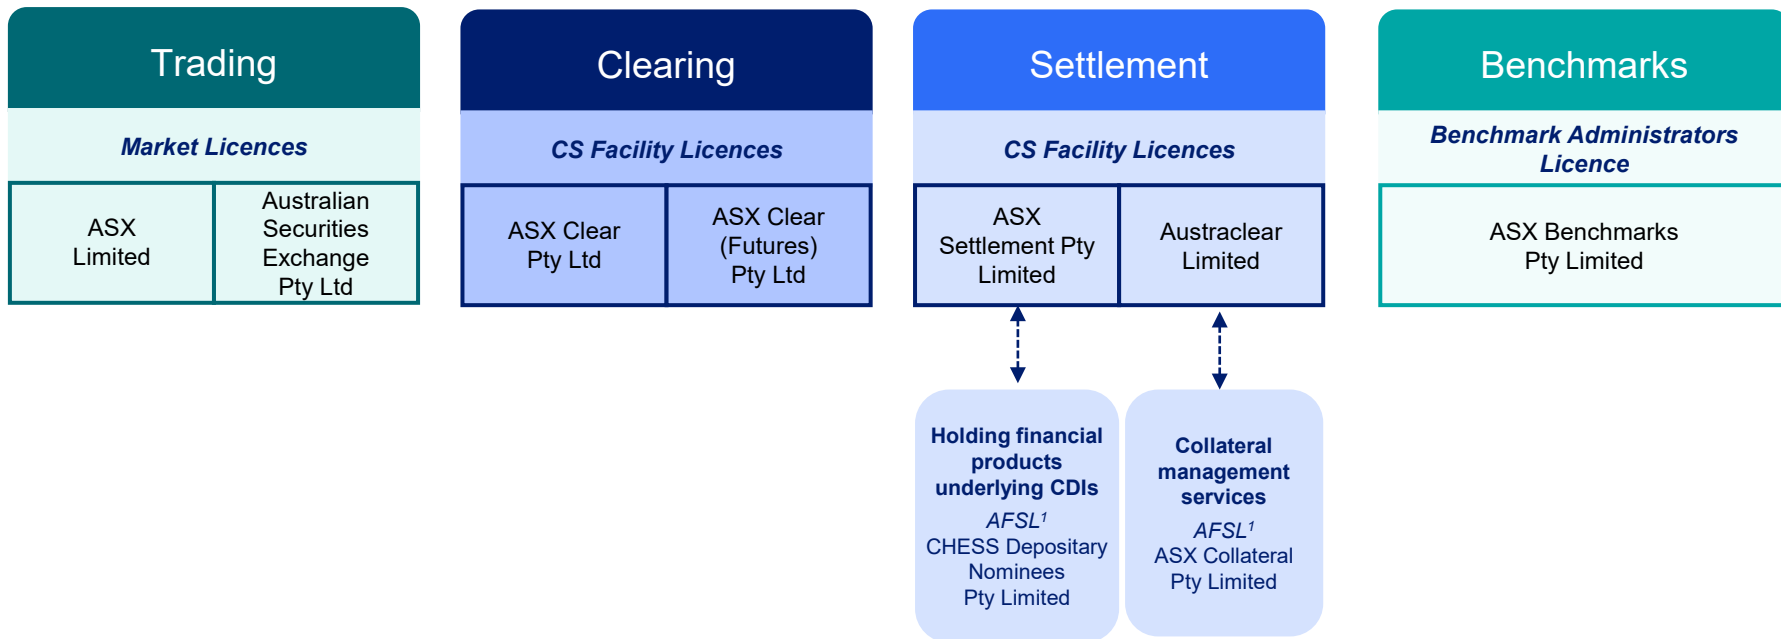 Trading
Market Licences
ASX
Limited
Australian
Securities
Exchange
Pty Ltd
Clearing
CS Facility Licences
ASX Clear
Pty Ltd
ASX Clear
(Futures)
Pty Ltd
Settlement
CS Facility Licences
ASX
Settlement Pty
Limited
Austraclear
Limited
Holding financial
products
underlying CDIs
AFSL¹
CHESS Depositary
Nominees
Pty Limited
Collateral
management
services
AFSL¹
ASX Collateral
Pty Limited
Benchmarks
Benchmark Administrators
Licence
ASX Benchmarks
Pty Limited